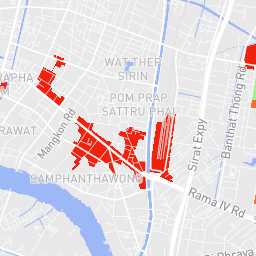 WAT THEP
SIRIN
RAPHA
POM PRAP
SATTRU PHAI
Mangkon Rd
RAWAT
Banthat Thong Rd
Sirat Expy
SAMPHANTHAWONG
Rama IV Rd
Phraya